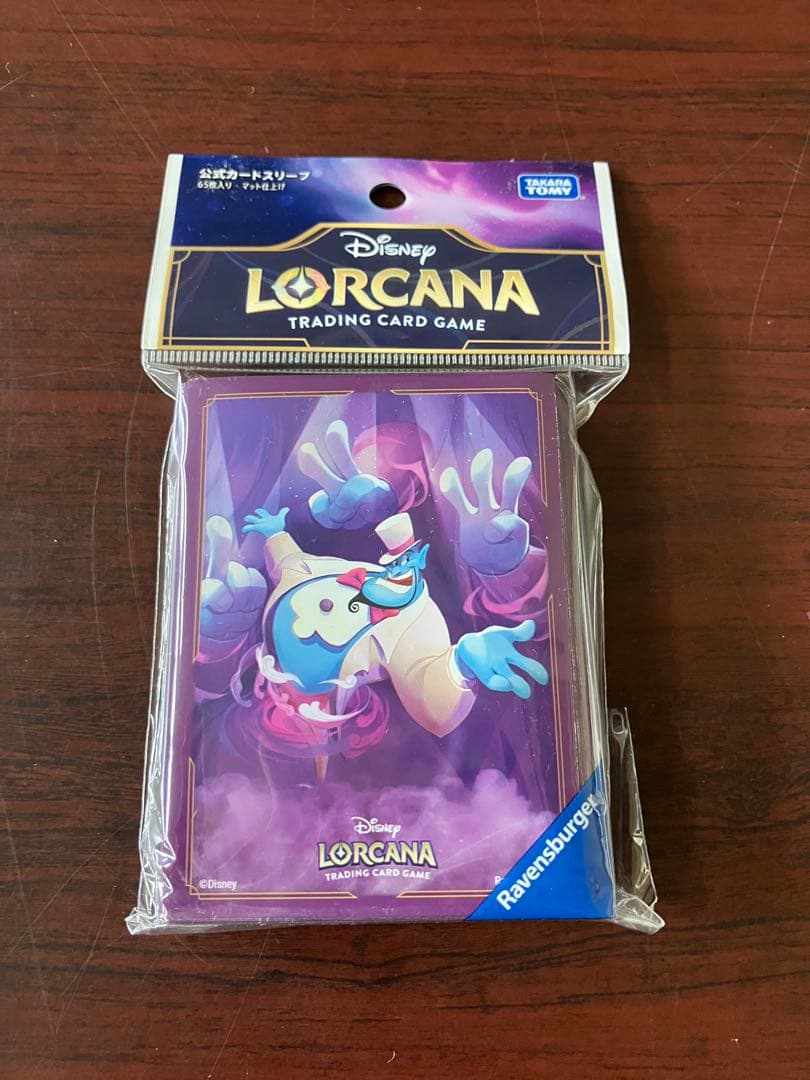 公式カードスリーブ
65枚入り・マット仕上げ
TAKARA
TOMY
Disney
LORCANA
TRADING CARD GAME
Disney
LORCANA
TRADING CARD GAME
©Disney
Ravensburger